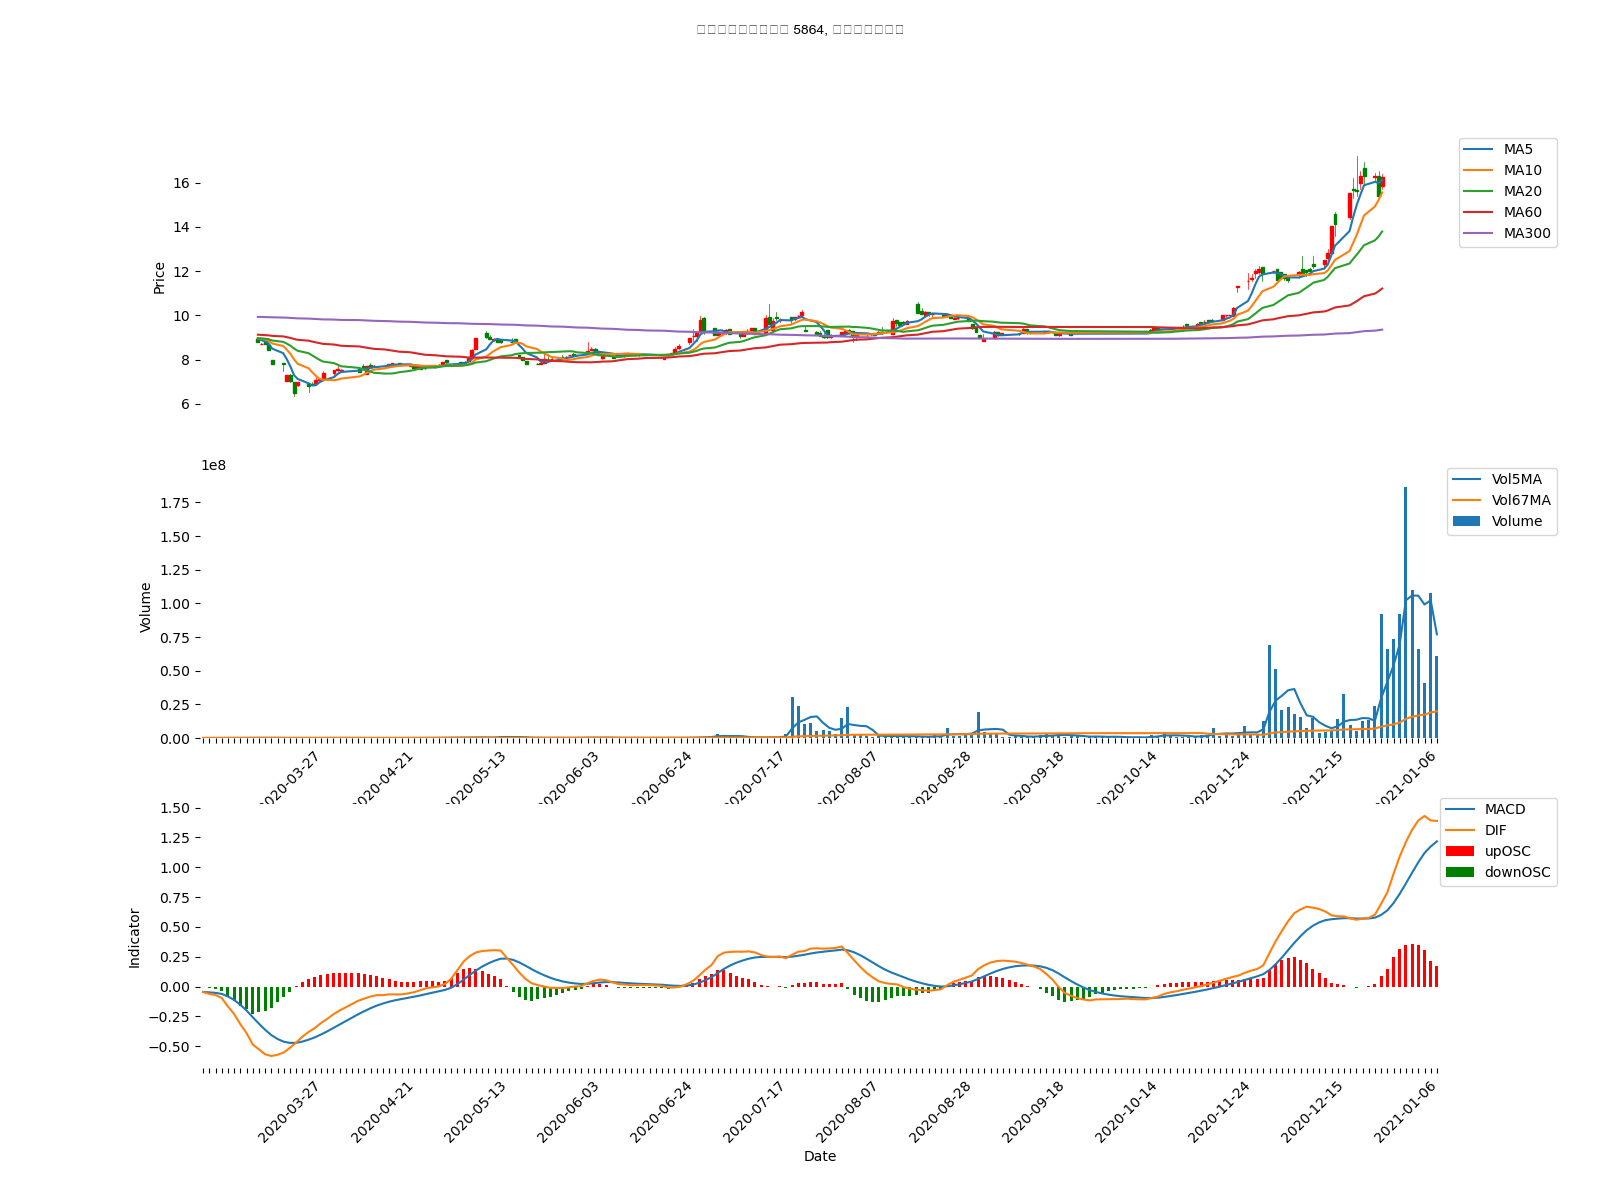 5864,
MA5
MA10
MA20
MA60
MA300
Price
16
14
12
10
8
6
1e8
Vol5MA
Vol67MA
Volume
Volume
1.75
1.50
1.25
1.00
0.75
0.50
0.25
0.00
2020-03-27
2020-04-21
2020-05-13
2020-06-03
2020-06-24
2020-07-17
2020-08-07
2020-08-28
2020-09-18
2020-10-14
2020-11-24
2020-12-15
2021-01-06
MACD
DIF
upOSC
downOSC
Indicator
1.50
1.25
1.00
0.75
0.50
0.25
0.00
−0.25
−0.50
2020-03-27
2020-04-21
2020-05-13
2020-06-03
2020-06-24
2020-07-17
2020-08-07
2020-08-28
2020-09-18
2020-10-14
2020-11-24
2020-12-15
2021-01-06
Date